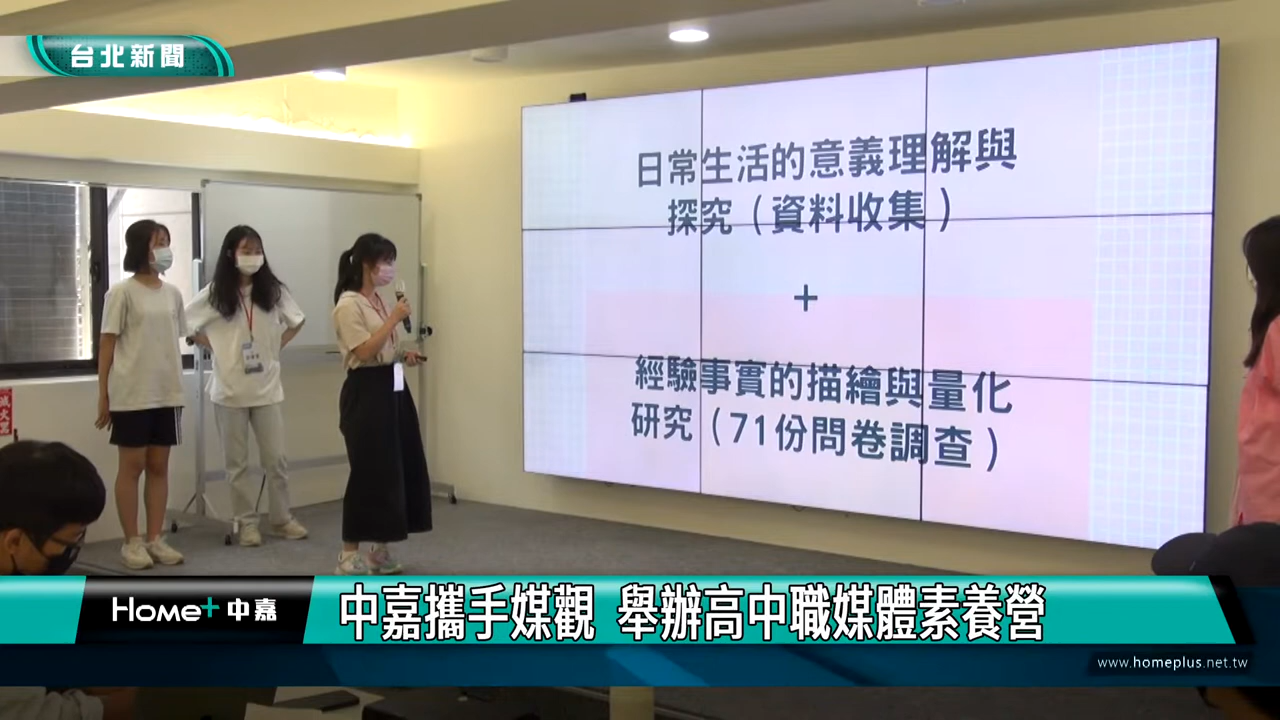 台北新聞
日常生活的意義理解與
探究（資料收集）
+
經驗事實的描繪與量化
研究（71份問卷調查）
滅火器
Home+ 中嘉
中嘉攜手媒觀 舉辦高中職媒體素養營
www.homeplus.net.tw